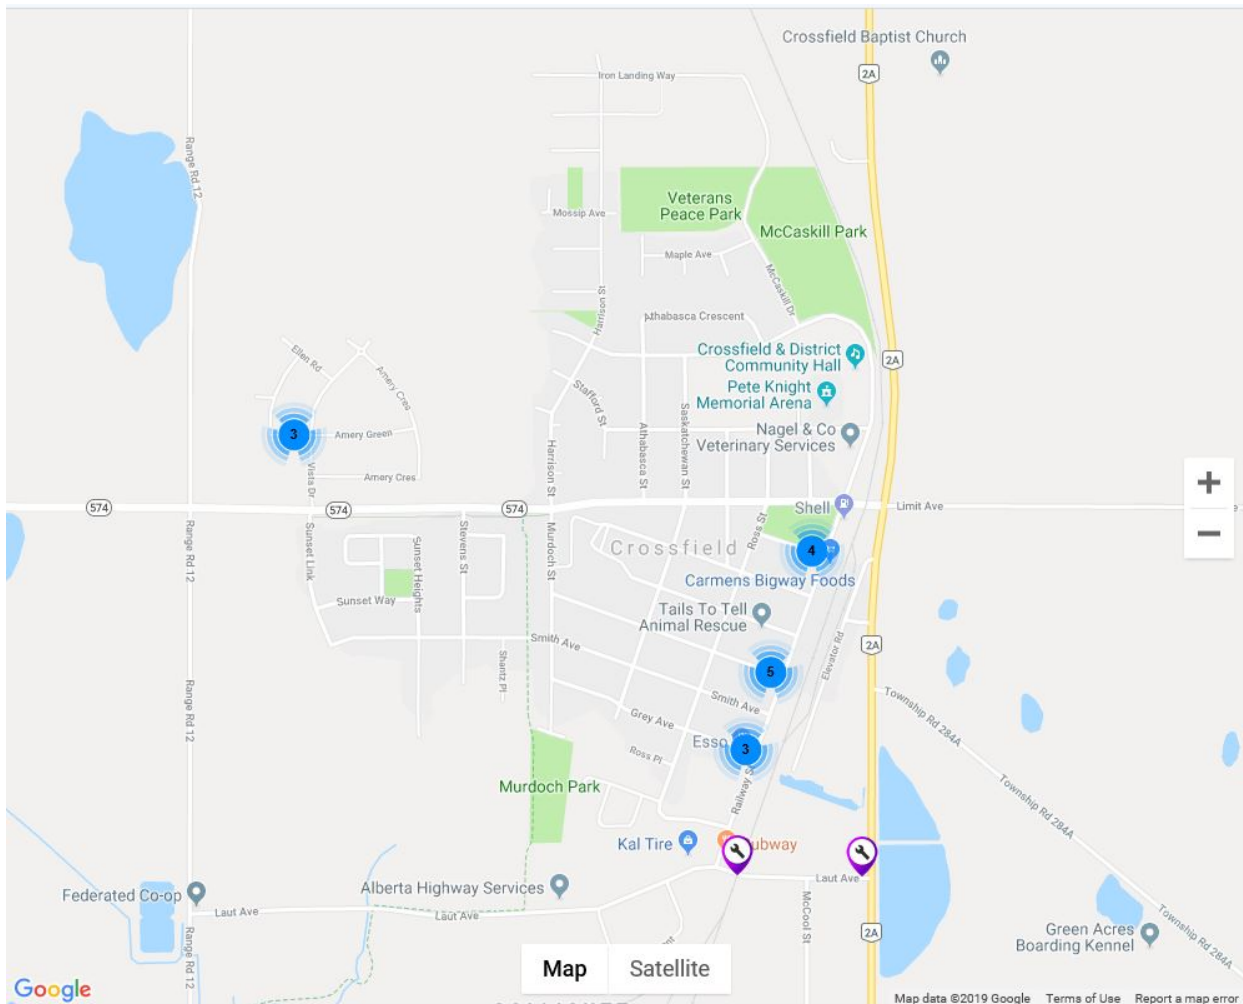 Crossfield Baptist Church
2A
Iron Landing Way
Range Rd 12
Veterans
Peace Park
Mossip Ave
McCaskill Park
Maple Ave
McCaskill Dr
Harrison St
Athabasca Crescent
Crossfield & District
Community Hall
2A
Ellen Rd
Amery Cres
Stafford St
Pete Knight
Memorial Arena
Saskatchewan St
Athabasca St
Nagel & Co
Veterinary Services
3
Amery Green
Harrison St
Vista Dr
Amery Cres
574
574
574
Shell
Limit Ave
Range Rd 12
Sunset Link
Sunset Heights
Stevens St
Murdoch St
Ross St
Crossfield
4
Carmens Bigway Foods
Sunset Way
Tails To Tell
Animal Rescue
Elevator Rd
2A
Smith Ave
Shantz Pl
5
Smith Ave
Range Rd 12
Grey Ave
Township Rd 284A
Esso
3
Ross Pl
Murdoch Park
Railway S
Township Rd 284A
Kal Tire
ubway
Federated Co-op
Alberta Highway Services
Laut Ave
Laut Ave
Laut Ave
McCool St
Township Rd 284A
Range Rd 12
2A
Green Acres
Boarding Kennel
Map
Satellite
Google
Map data ©2019 Google
Terms of Use
Report a map error